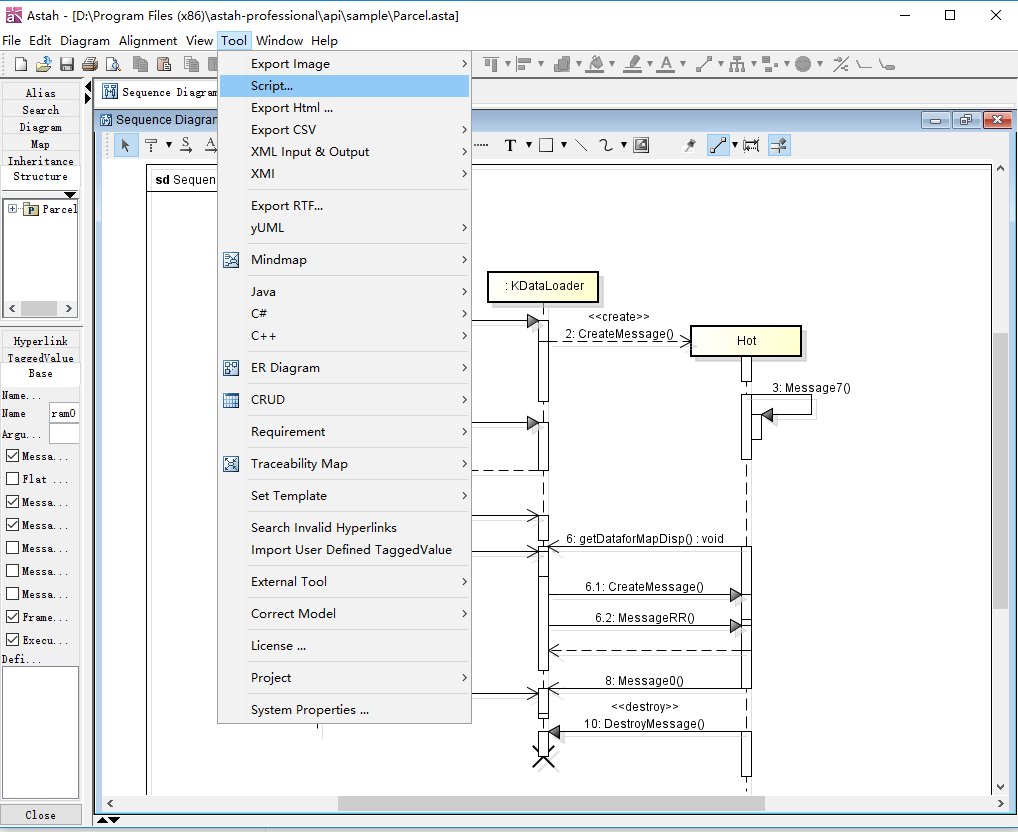 Astah - [D:\Program Files (x86)\astah-professional\api\sample\Parcel.asta]
File Edit Diagram Alignment View Tool Window Help
Alias
Search
Diagram
Map
Inheritance
Structure
Parcel
Hyperlink
TaggedValue
Base
Name...
Name ram0
Argu...
Messa...
Flat ...
Messa...
Messa...
Messa...
Messa...
Messa...
Frame...
Execu...
Defi...
Close
Export Image
Script...
Export Html ...
Export CSV
XML Input & Output
XMI
Export RTF...
yUML
Mindmap
Java
C#
C++
ER Diagram
CRUD
Requirement
Traceability Map
Set Template
Search Invalid Hyperlinks
Import User Defined TaggedValue
External Tool
Correct Model
License ...
Project
System Properties ...
Sequence Diagram
Sequence Diagram
S A T
sd Sequen
: KDataLoader
<<create>>
2: CreateMessage()
Hot
3: Message7()
6: getDataforMapDisp() : void
6.1: CreateMessage()
6.2: MessageRR()
8: Message0()
<<destroy>>
10: DestroyMessage()